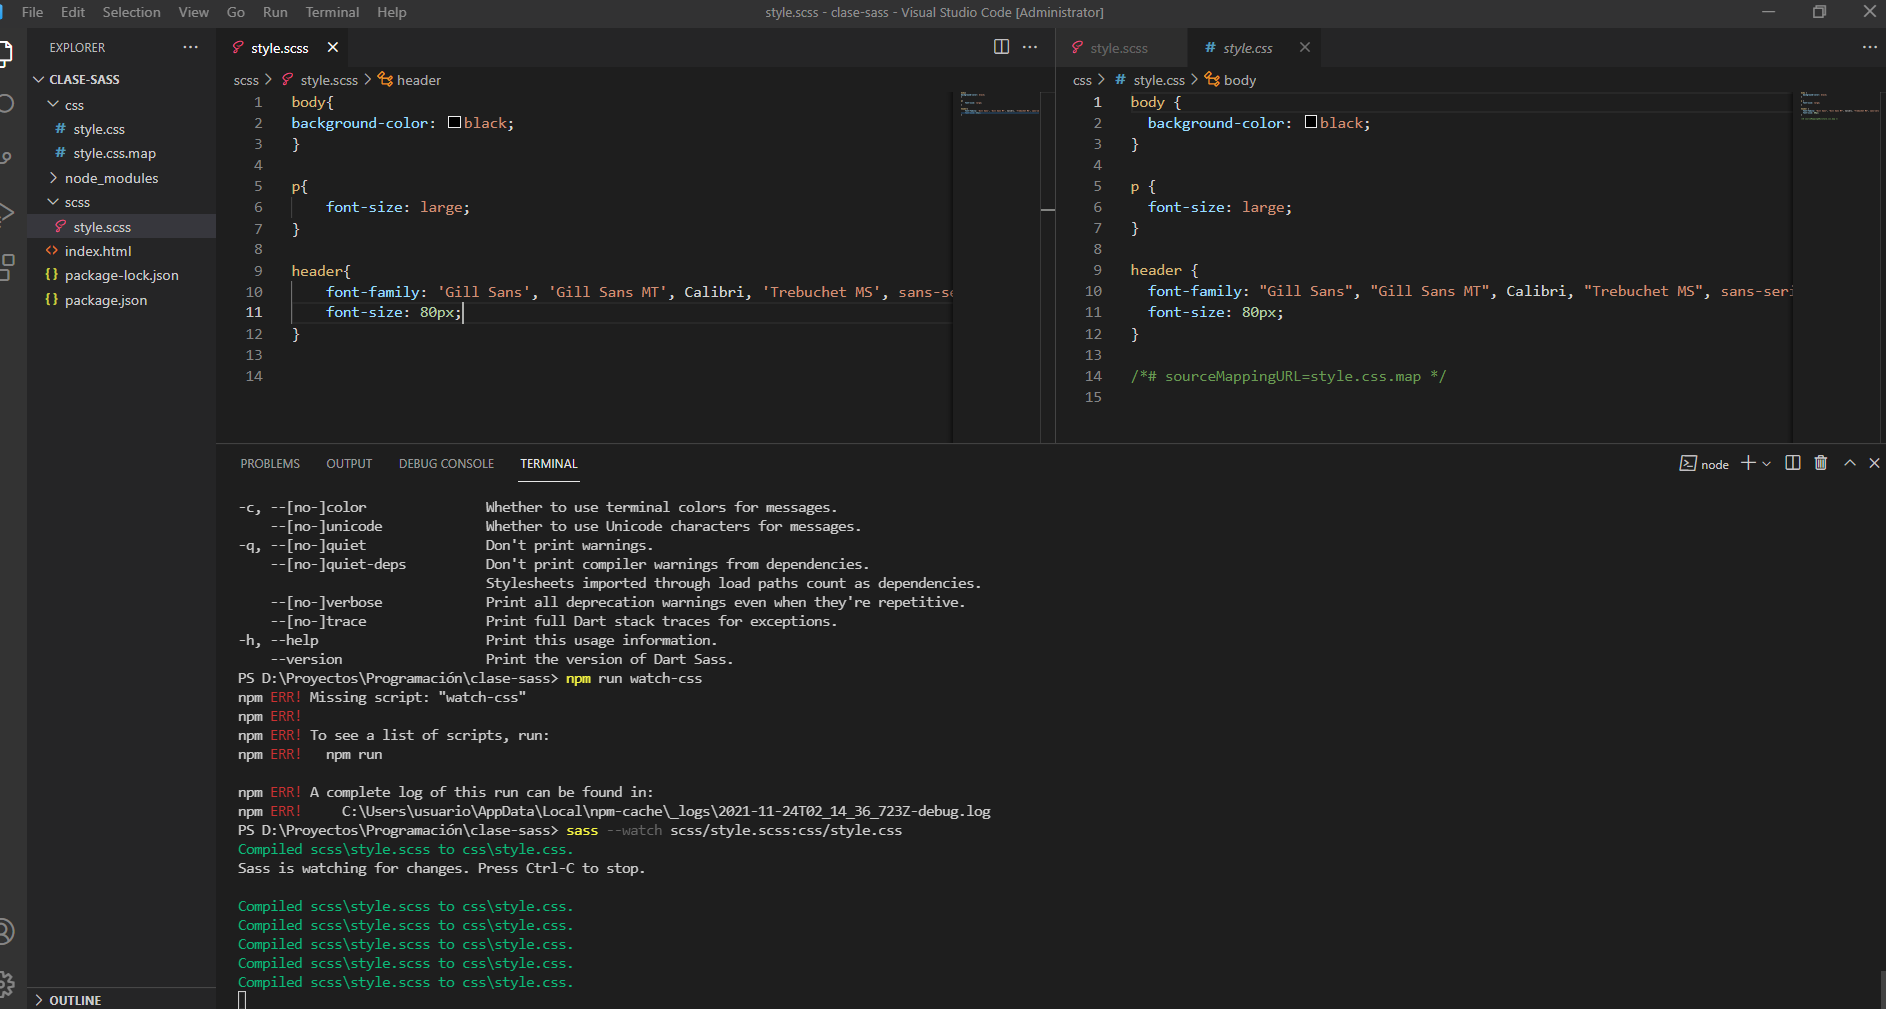 File Edit Selection View Go Run Terminal Help
style.scss - clase-sass - Visual Studio Code [Administrator]
EXPLORER
CLASE-SASS
css
style.css
style.css.map
node_modules
scss
style.scss
index.html
package-lock.json
package.json
OUTLINE
style.scss
scss > style.scss > header
1 body{
2 background-color: black;
3 }
4
5 p{
6 font-size: large;
7 }
8
9 header{
10 font-family: 'Gill Sans', 'Gill Sans MT', Calibri, 'Trebuchet MS', sans-se
11 font-size: 80px;
12 }
13
14
style.scss # style.css
css > # style.css > body
1 body {
2 background-color: black;
3 }
4
5 p {
6 font-size: large;
7 }
8
9 header {
10 font-family: "Gill Sans", "Gill Sans MT", Calibri, "Trebuchet MS", sans-seri
11 font-size: 80px;
12 }
13
14 /*# sourceMappingURL=style.css.map */
15
PROBLEMS OUTPUT DEBUG CONSOLE TERMINAL
node
-c, --[no-]color Whether to use terminal colors for messages.
--[no-]unicode Whether to use Unicode characters for messages.
-q, --[no-]quiet Don't print warnings.
--[no-]quiet-deps Don't print compiler warnings from dependencies.
Stylesheets imported through load paths count as dependencies.
--[no-]verbose Print all deprecation warnings even when they're repetitive.
--[no-]trace Print full Dart stack traces for exceptions.
-h, --help Print this usage information.
--version Print the version of Dart Sass.
PS D:\Proyectos\Programación\clase-sass> npm run watch-css
npm ERR! Missing script: "watch-css"
npm ERR!
npm ERR! To see a list of scripts, run:
npm ERR! npm run
npm ERR! A complete log of this run can be found in:
npm ERR! C:\Users\usuario\AppData\Local\npm-cache\_logs\2021-11-24T02_14_36_723Z-debug.log
PS D:\Proyectos\Programación\clase-sass> sass --watch scss/style.scss:css/style.css
Compiled scss\style.scss to css\style.css.
Sass is watching for changes. Press Ctrl-C to stop.
Compiled scss\style.scss to css\style.css.
Compiled scss\style.scss to css\style.css.
Compiled scss\style.scss to css\style.css.
Compiled scss\style.scss to css\style.css.
Compiled scss\style.scss to css\style.css.